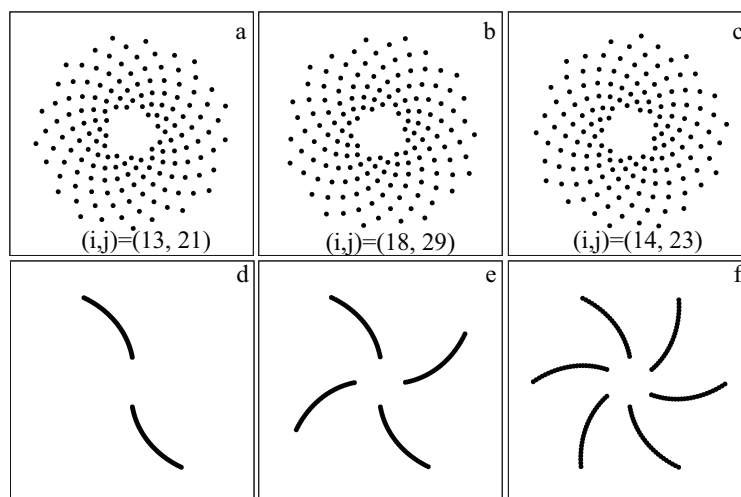 a
b
c
(i,j)=(13, 21)
(i,j)=(18, 29)
(i,j)=(14, 23)
d
e
f